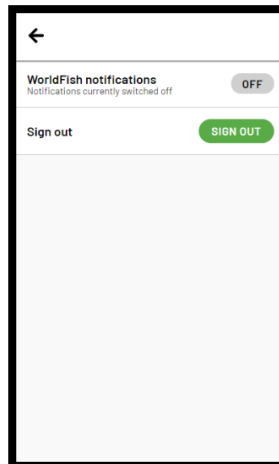 WorldFish notifications
Notifications currently switched off
OFF
Sign out
SIGN OUT